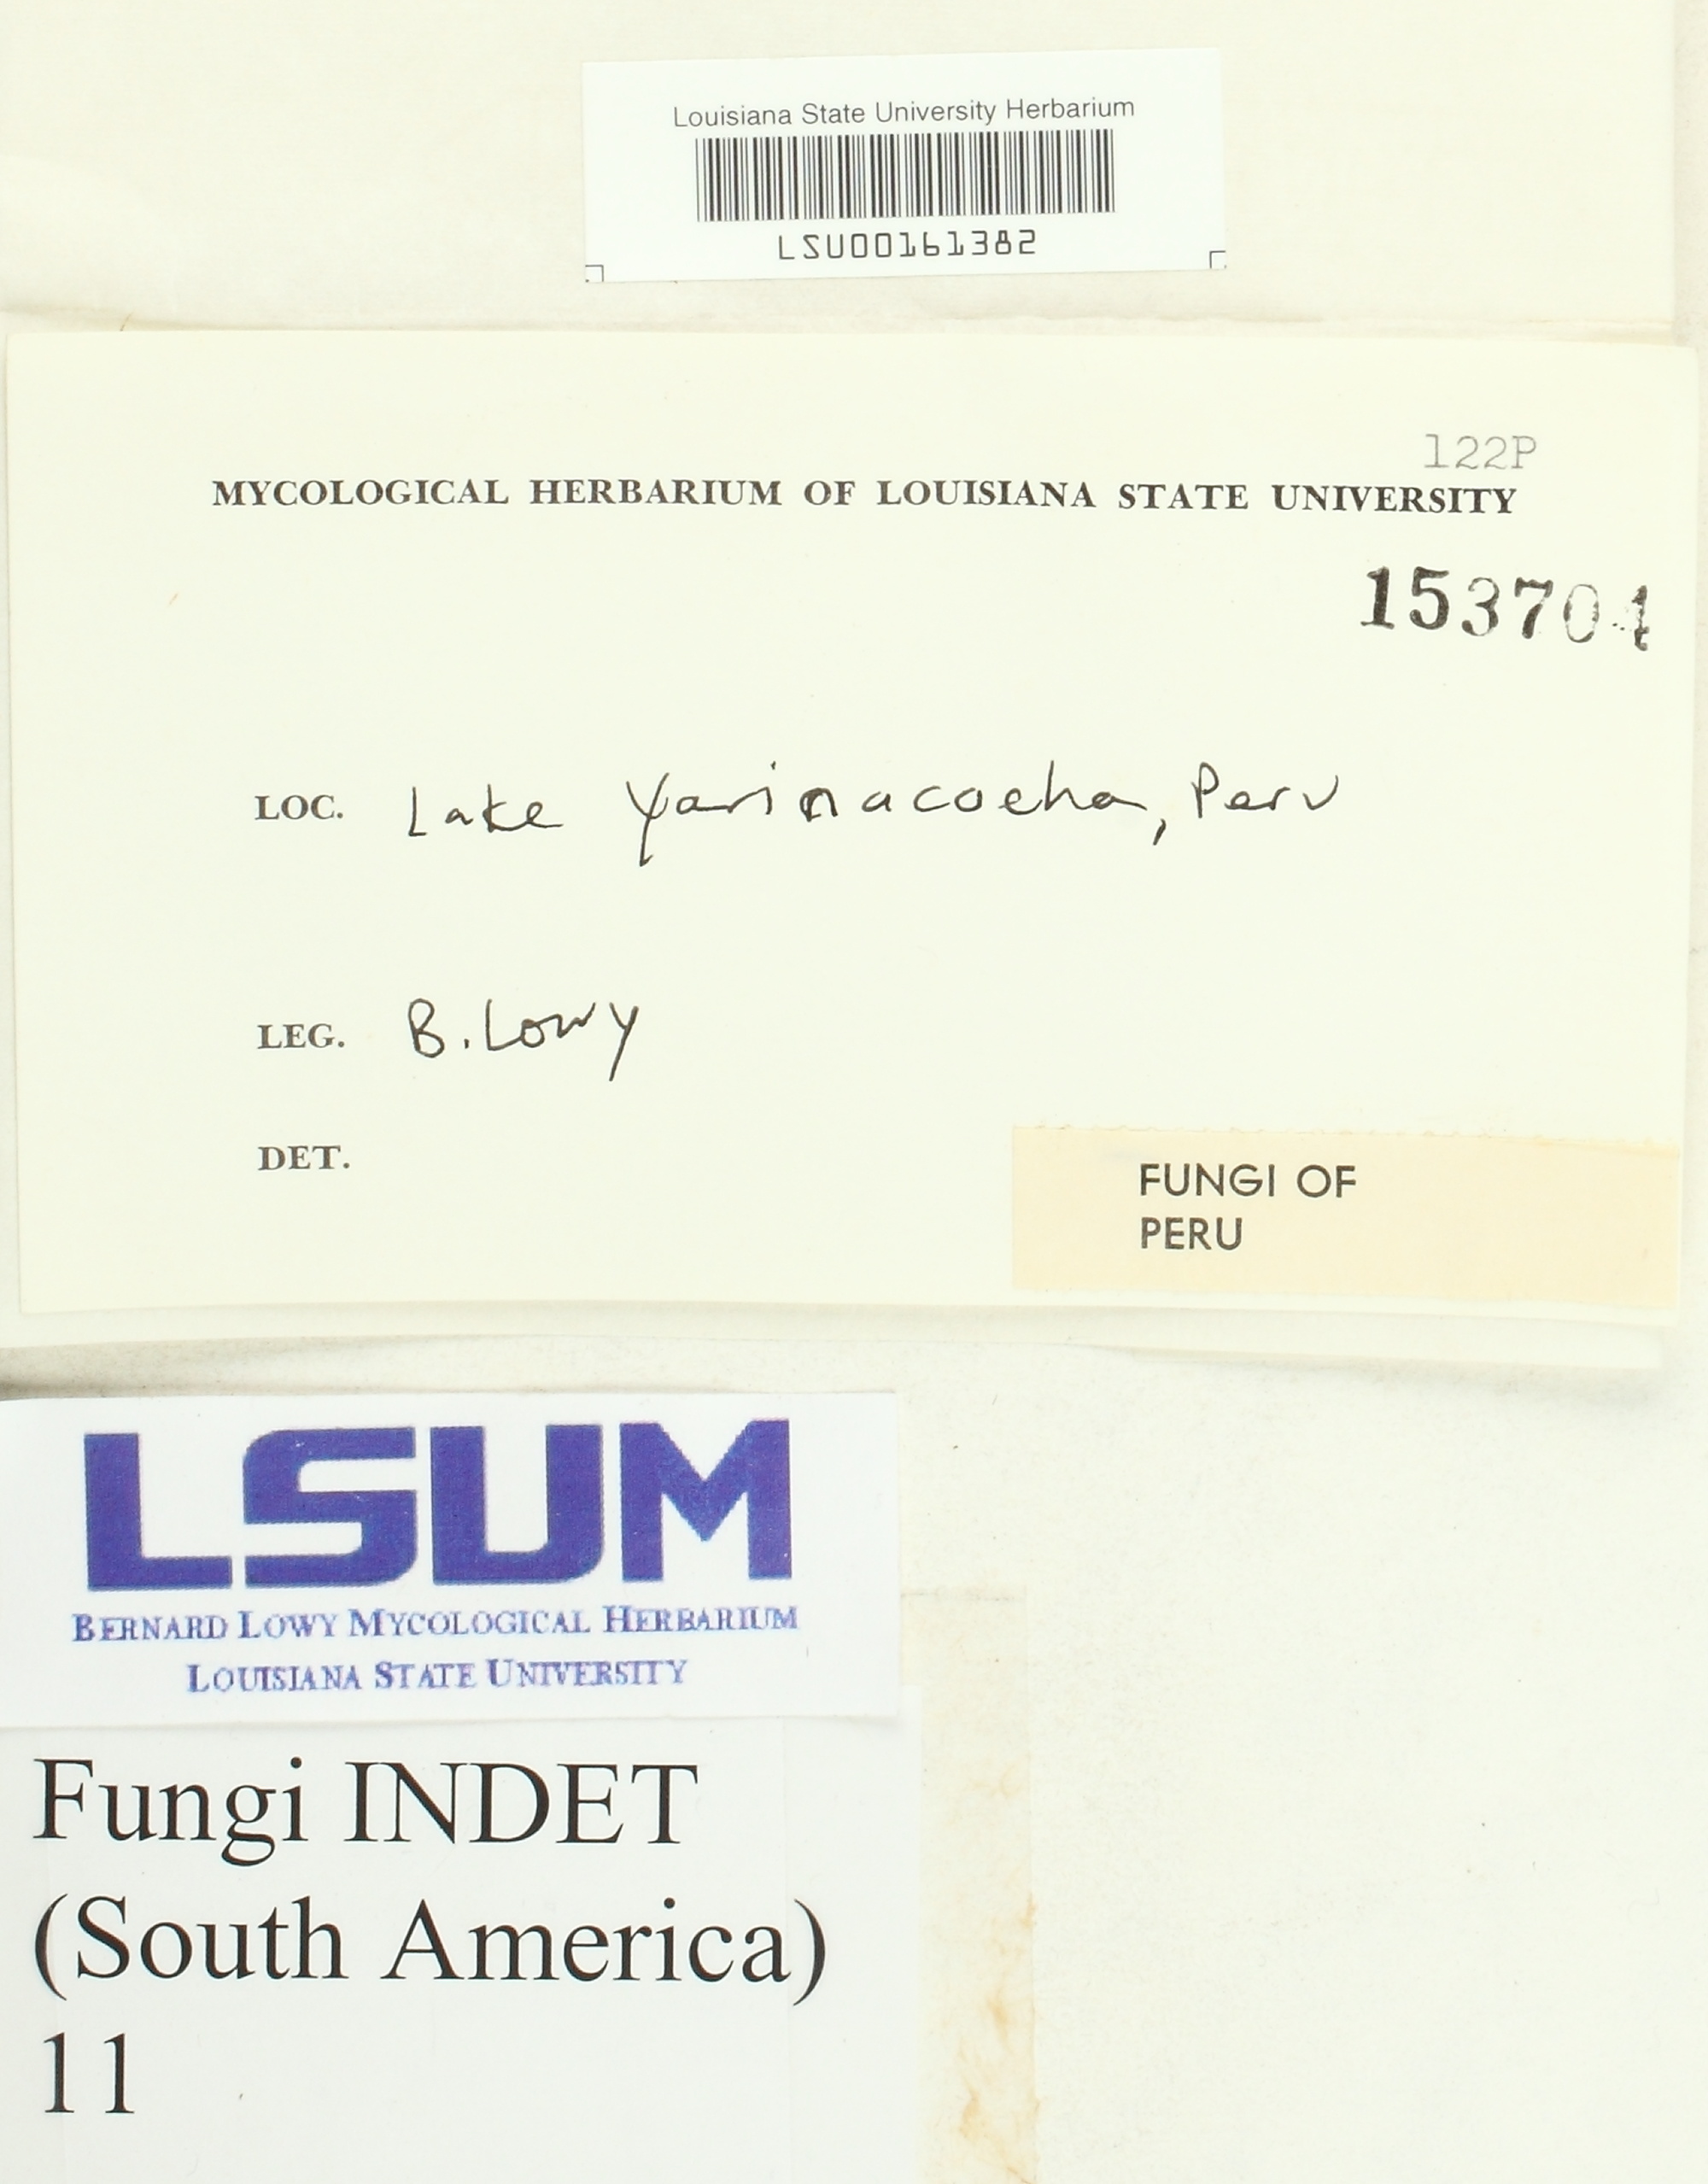 Louisiana State University Herbarium
LSU00161382
122P
MYCOLOGICAL HERBARIUM OF LOUISIANA STATE UNIVERSITY
153704
LOC. Lake Yarinacocha, Peru
LEG. B. Lowy
DET.
FUNGI OF
PERU
LSUM
BERNARD LOWY MYCOLOGICAL HERBARIUM
LOUISIANA STATE UNIVERSITY
Fungi INDET
(South America)
11